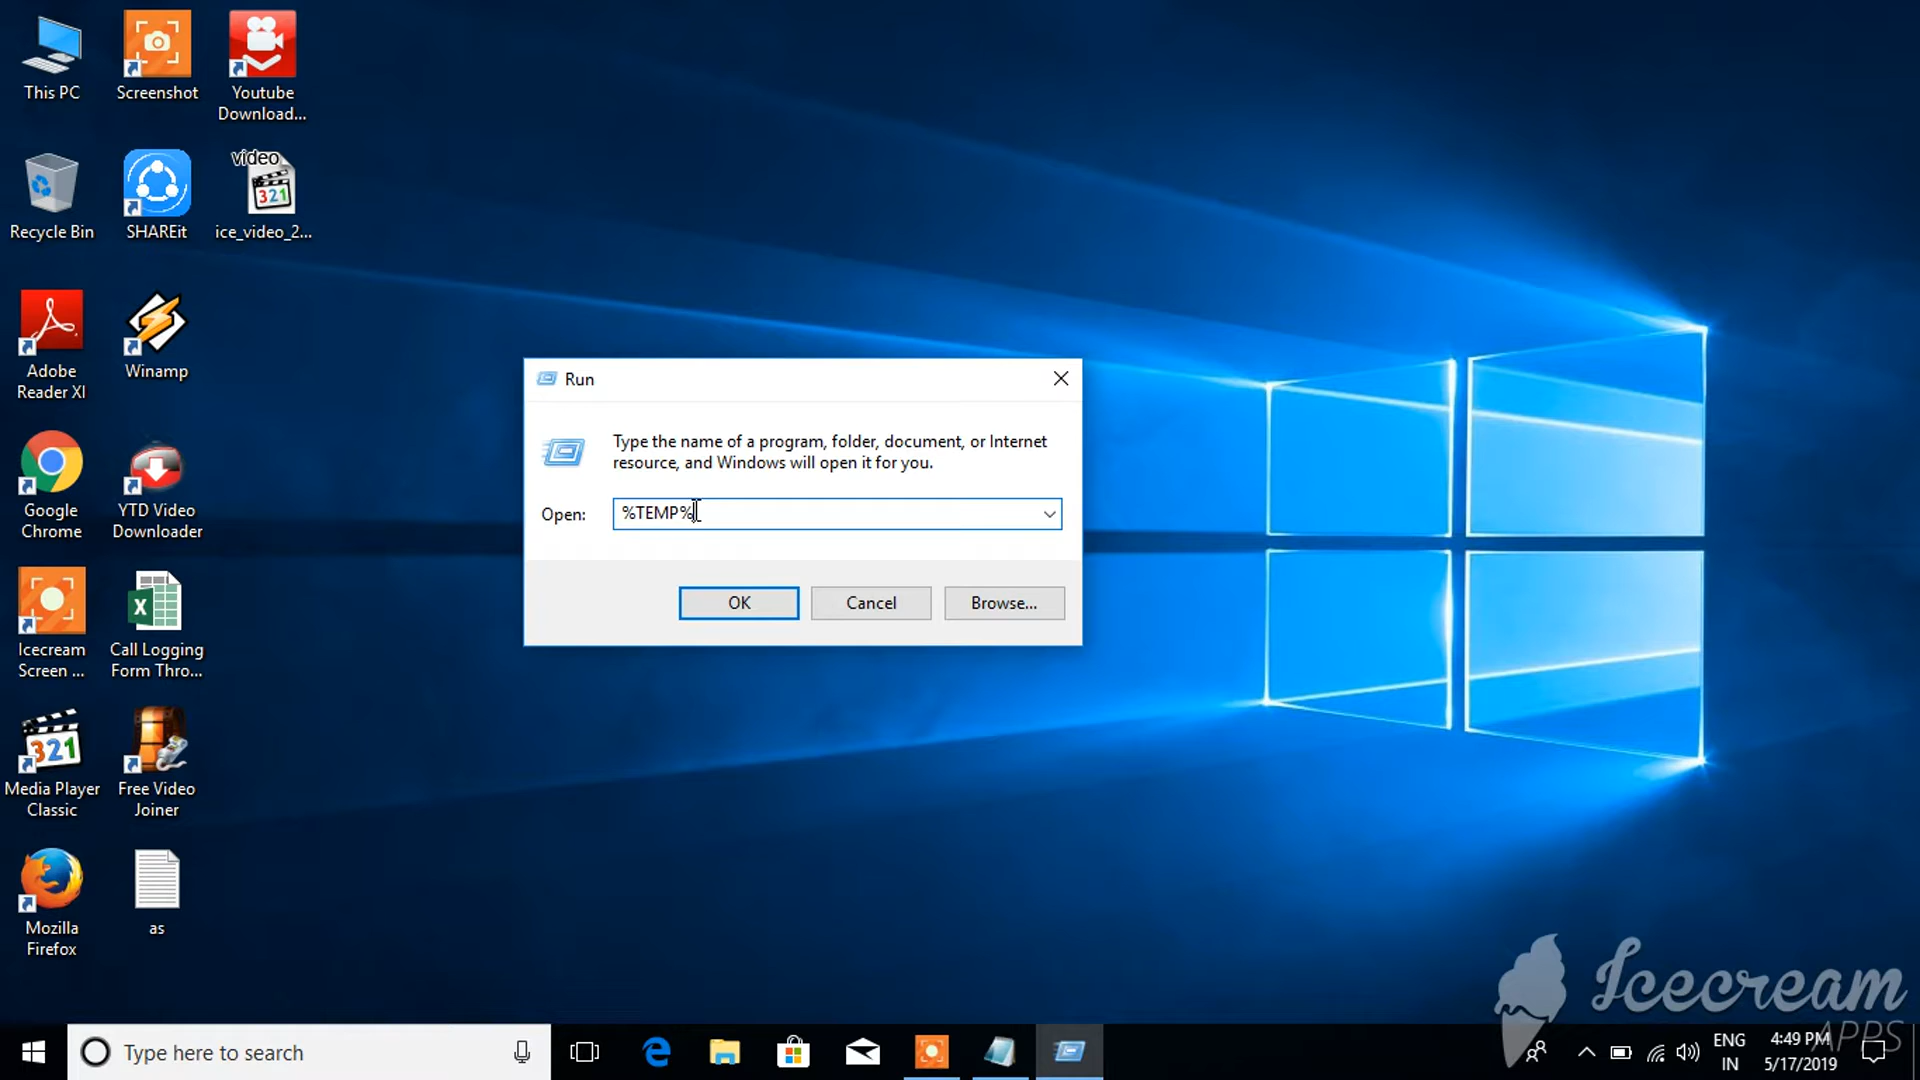 This PC
Screenshot
Youtube
Download...
video
321
Recycle Bin
SHAREit
ice_video_2...
Adobe
Reader XI
Winamp
Google
Chrome
YTD Video
Downloader
Icecream
Screen ...
X
Call Logging
Form Thro...
321
Media Player
Classic
Free Video
Joiner
Mozilla
Firefox
as
Run
Type the name of a program, folder, document, or Internet
resource, and Windows will open it for you.
Open:
%TEMP%
OK
Cancel
Browse...
Icecream
APPS
Type here to search
ENG
IN
4:49 PM
5/17/2019